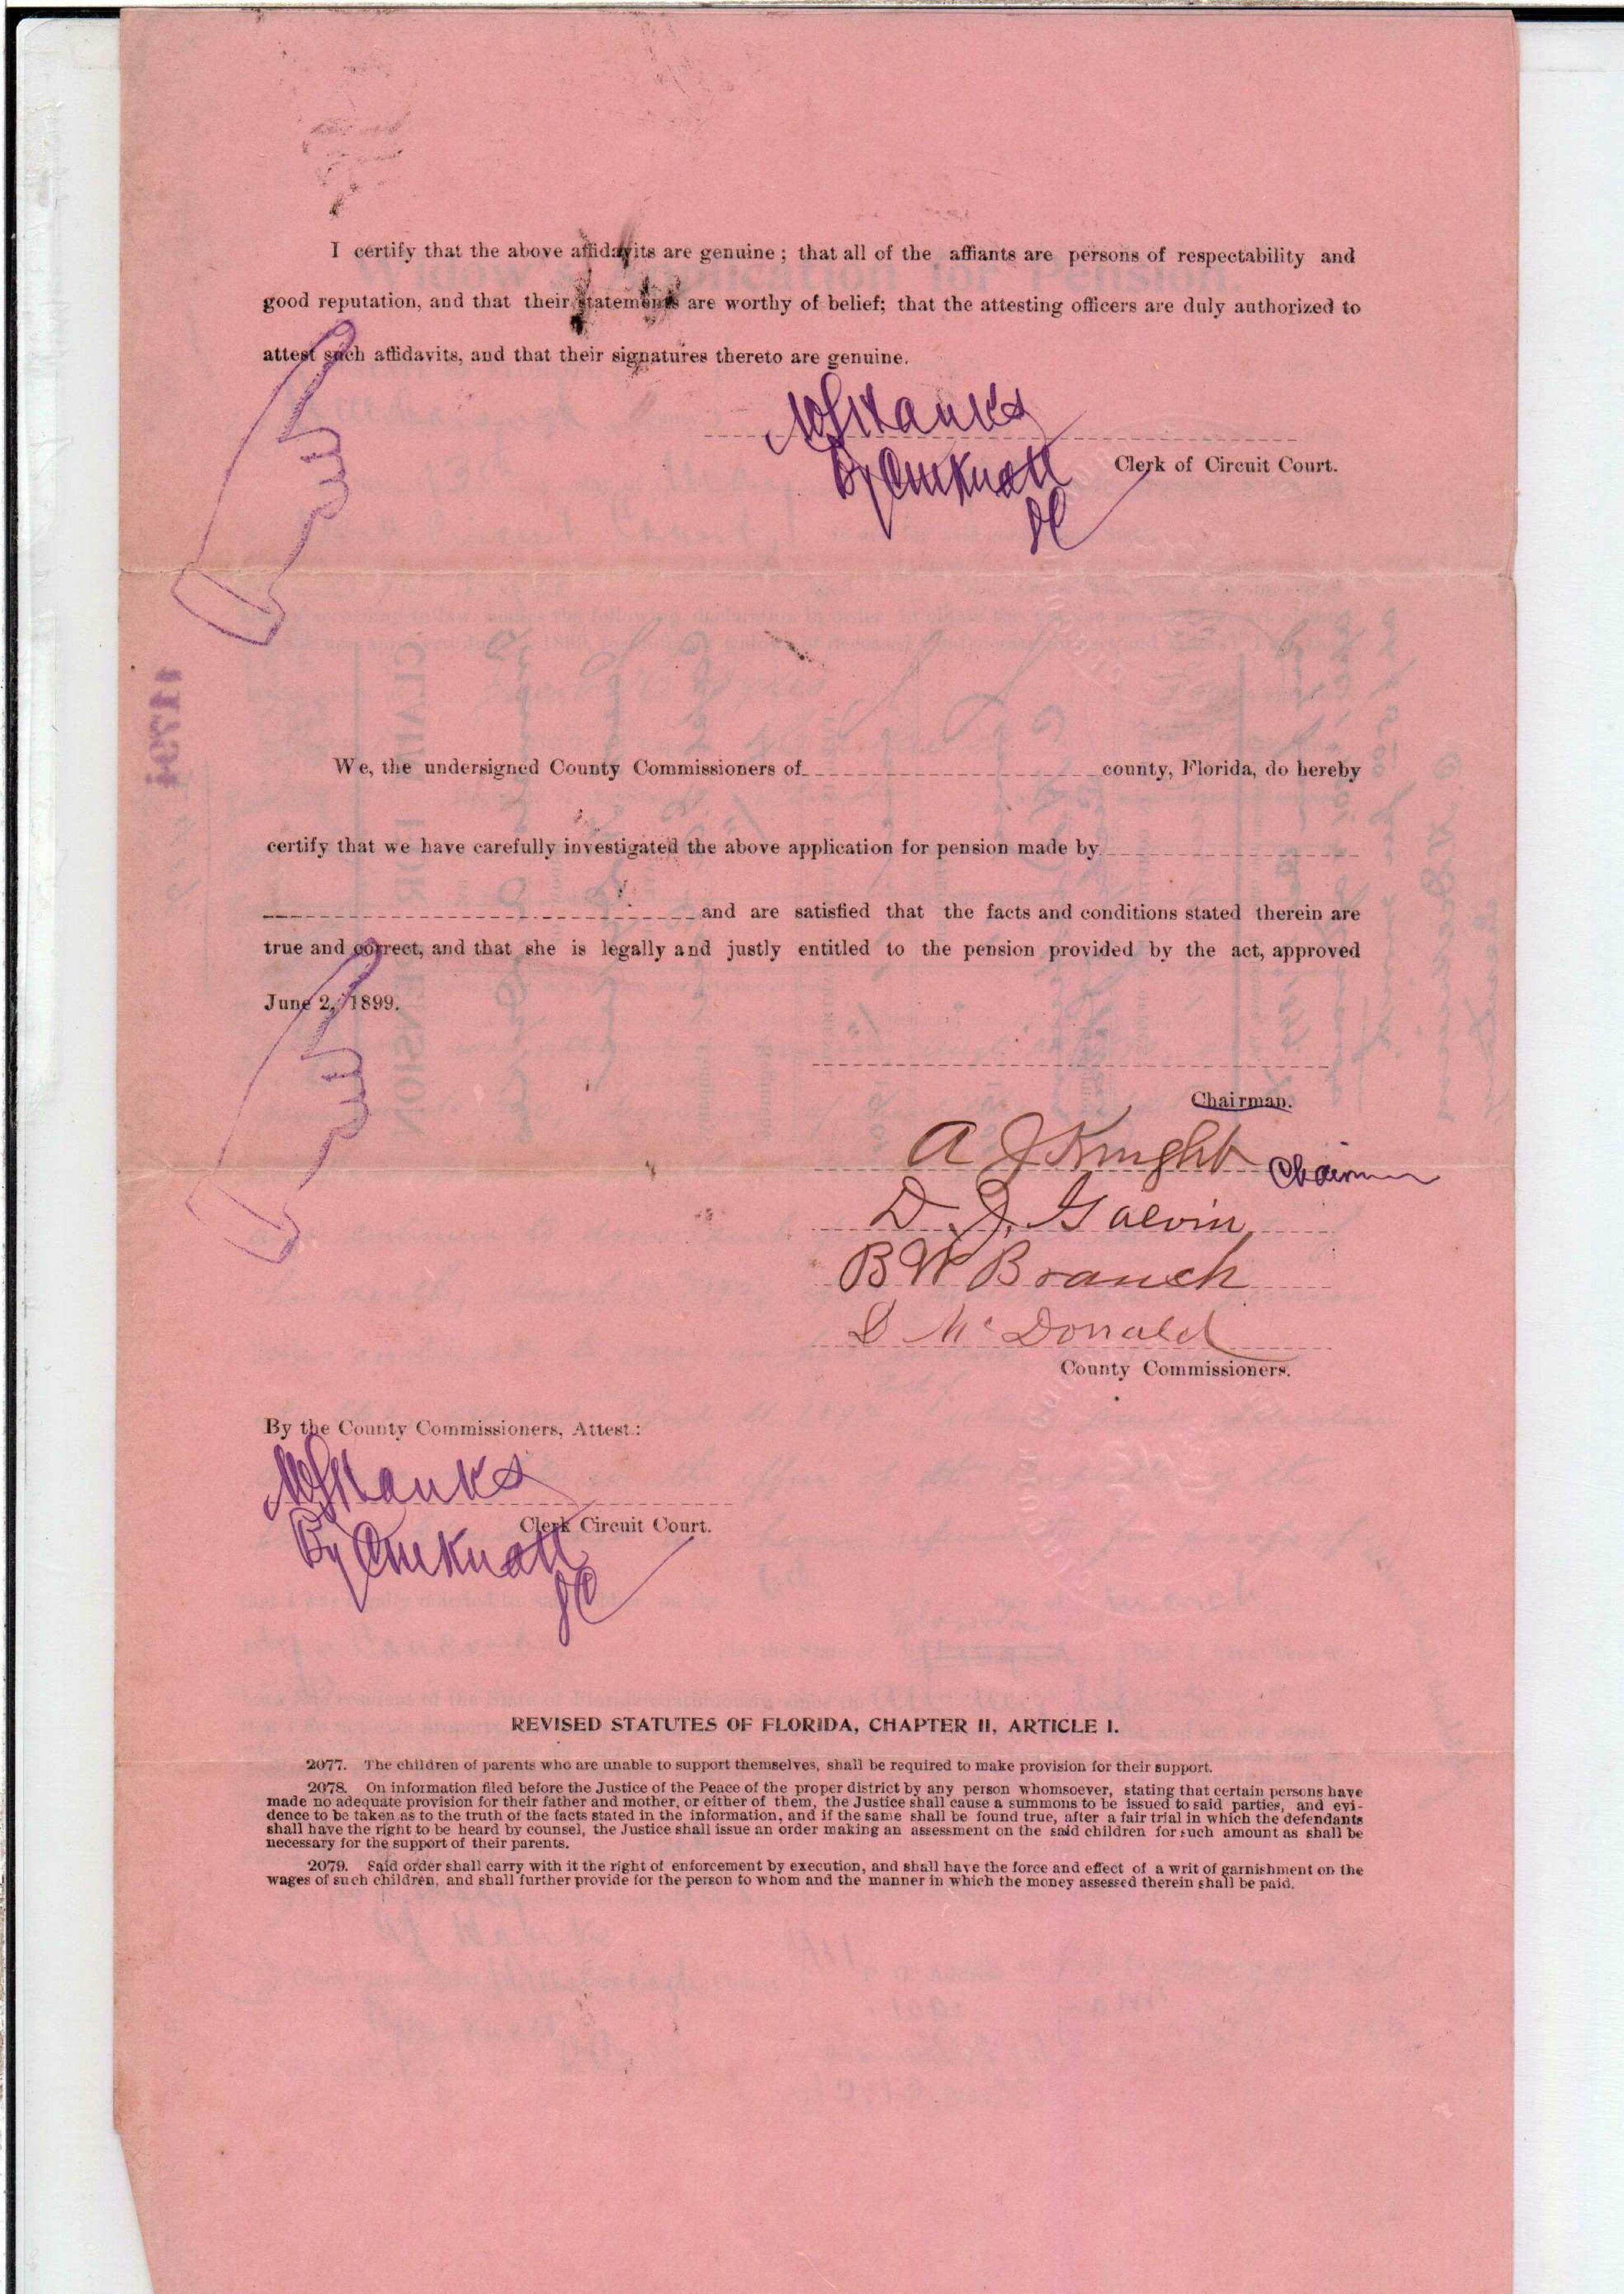 I certify that the above affidavits are genuine; that all of the affiants are persons of respectability and
good reputation, and that their statements are worthy of belief; that the attesting officers are duly authorized to
attest such affidavits, and that their signatures thereto are genuine.
Clerk of Circuit Court.
By
DC
11794
We, the undersigned County Commissioners of county, Florida, do hereby
certify that we have carefully investigated the above application for pension made by
and are satisfied that the facts and conditions stated therein are
true and correct, and that she is legally and justly entitled to the pension provided by the act, approved
June 2, 1899.
Chairman.
A J Knight Chairman
D. J. Galvin
B W Branch
D McDonald
County Commissioners.
By the County Commissioners, Attest:
Clerk Circuit Court.
By
DC
REVISED STATUTES OF FLORIDA, CHAPTER II, ARTICLE I.
2077. The children of parents who are unable to support themselves, shall be required to make provision for their support.
2078. On information filed before the Justice of the Peace of the proper district by any person whomsoever, stating that certain persons have
made no adequate provision for their father and mother, or either of them, the Justice shall cause a summons to be issued to said parties, and evi-
dence to be taken as to the truth of the facts stated in the information, and if the same shall be found true, after a fair trial in which the defendants
shall have the right to be heard by counsel, the Justice shall issue an order making an assessment on the said children for such amount as shall be
necessary for the support of their parents.
2079. Said order shall carry with it the right of enforcement by execution, and shall have the force and effect of a writ of garnishment on the
wages of such children, and shall further provide for the person to whom and the manner in which the money assessed therein shall be paid.